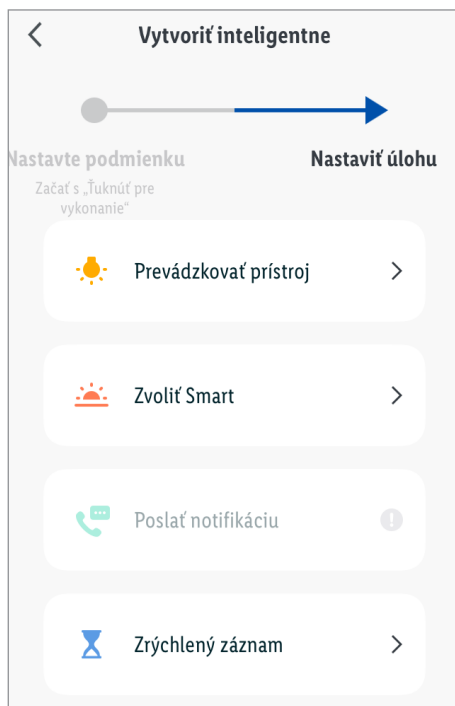 Vytvoriť inteligentne
Nastavte podmienku
Nastaviť úlohu
Začať s „Ťuknúť pre
vykonanie“
Prevádzkovať prístroj
Zvoliť Smart
Poslať notifikáciu
Zrýchlený záznam